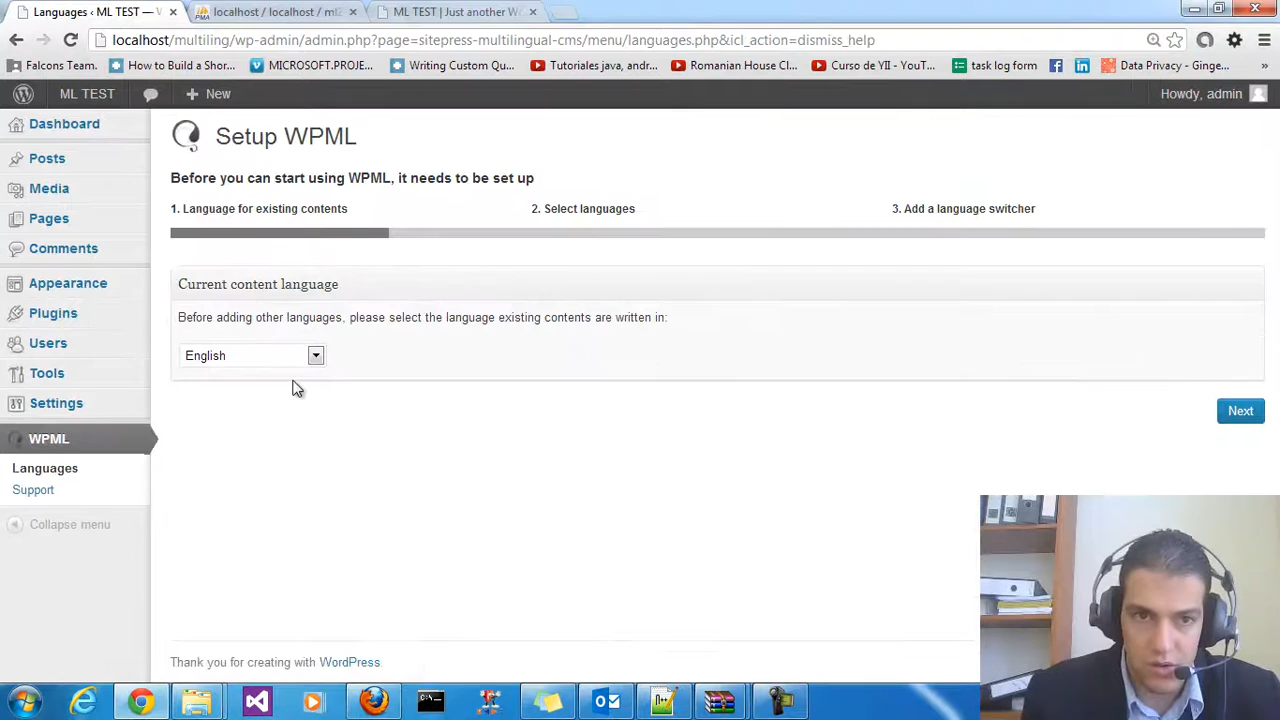 Languages ‹ ML TEST — W
localhost / localhost / ml2
ML TEST | Just another W
localhost/multiling/wp-admin/admin.php?page=sitepress-multilingual-cms/menu/languages.php&icl_action=dismiss_help
Falcons Team.
How to Build a Shor...
MICROSOFT.PROJE...
Writing Custom Qu...
Tutoriales java, andr...
Romanian House Cl...
Curso de YII - YouT...
task log form
Data Privacy - Ginge...
ML TEST
New
Howdy, admin
Dashboard
Posts
Media
Pages
Comments
Appearance
Plugins
Users
Tools
Settings
WPML
Languages
Support
Collapse menu
Setup WPML
Before you can start using WPML, it needs to be set up
1. Language for existing contents
2. Select languages
3. Add a language switcher
Current content language
Before adding other languages, please select the language existing contents are written in:
English
Next
Thank you for creating with WordPress